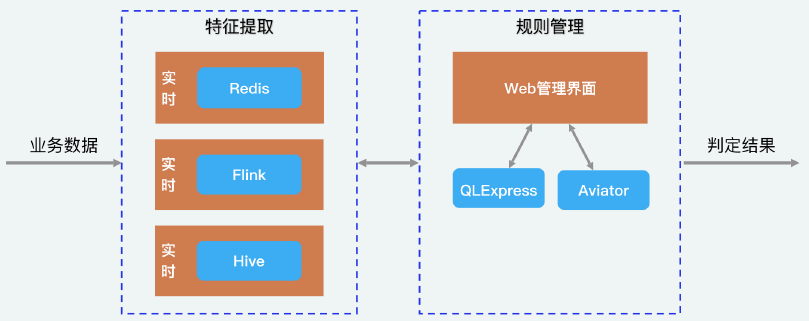 特征提取
规则管理
实时
Redis
Web管理界面
业务数据
实时
Flink
判定结果
QLExpress
Aviator
实时
Hive